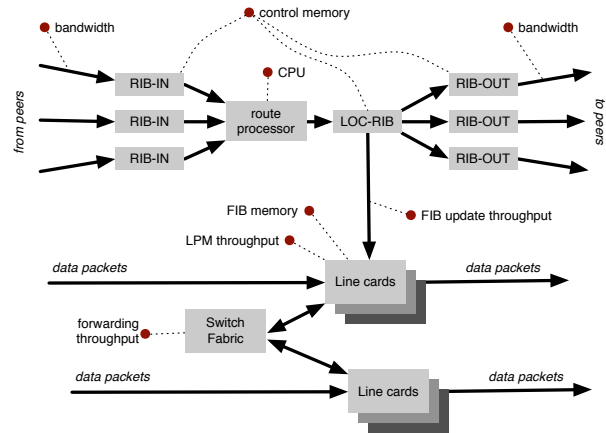 control memory
bandwidth
bandwidth
CPU
from peers
RIB-IN
RIB-IN
RIB-IN
route
processor
LOC-RIB
RIB-OUT
RIB-OUT
RIB-OUT
to peers
FIB memory
FIB update throughput
LPM throughput
data packets
Line cards
data packets
forwarding
throughput
Switch
Fabric
data packets
Line cards
data packets